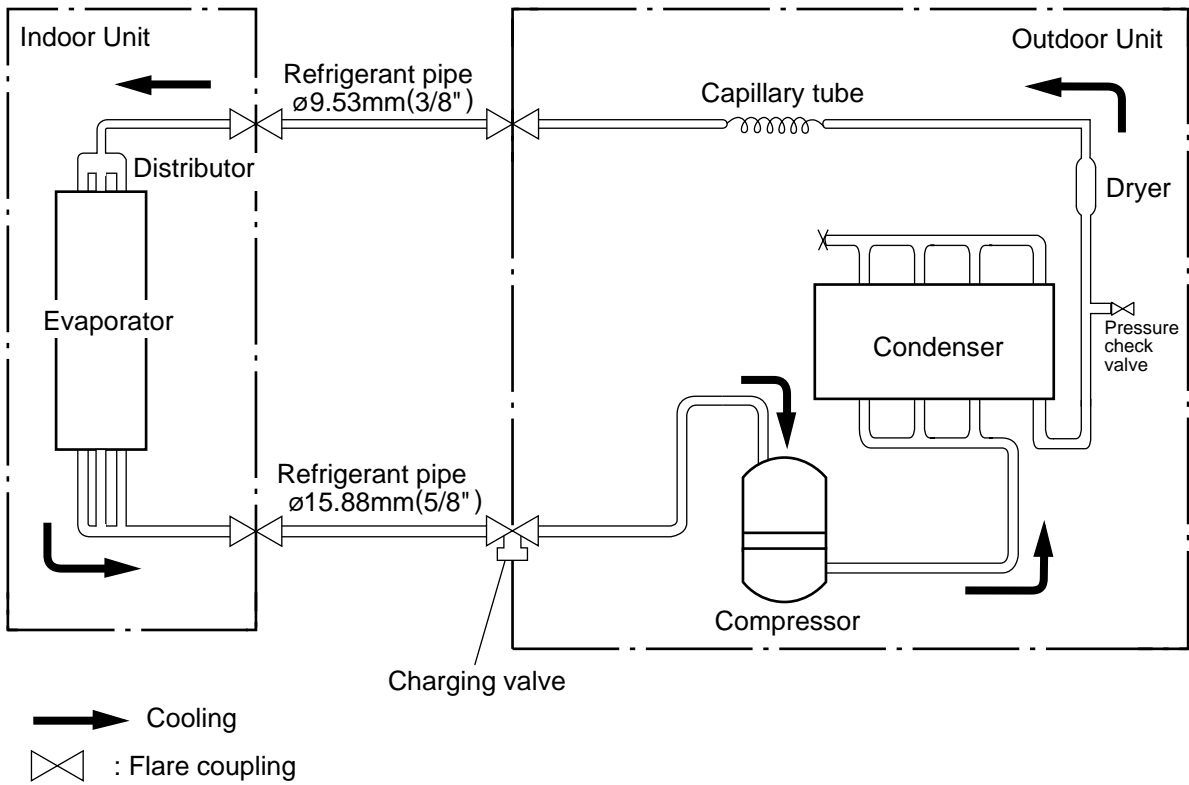 Indoor Unit
Outdoor Unit
Refrigerant pipe
ø9.53mm(3/8")
Capillary tube
Distributor
Dryer
Evaporator
Condenser
Pressure
check
valve
Refrigerant pipe
ø15.88mm(5/8")
Compressor
Charging valve
Cooling
: Flare coupling